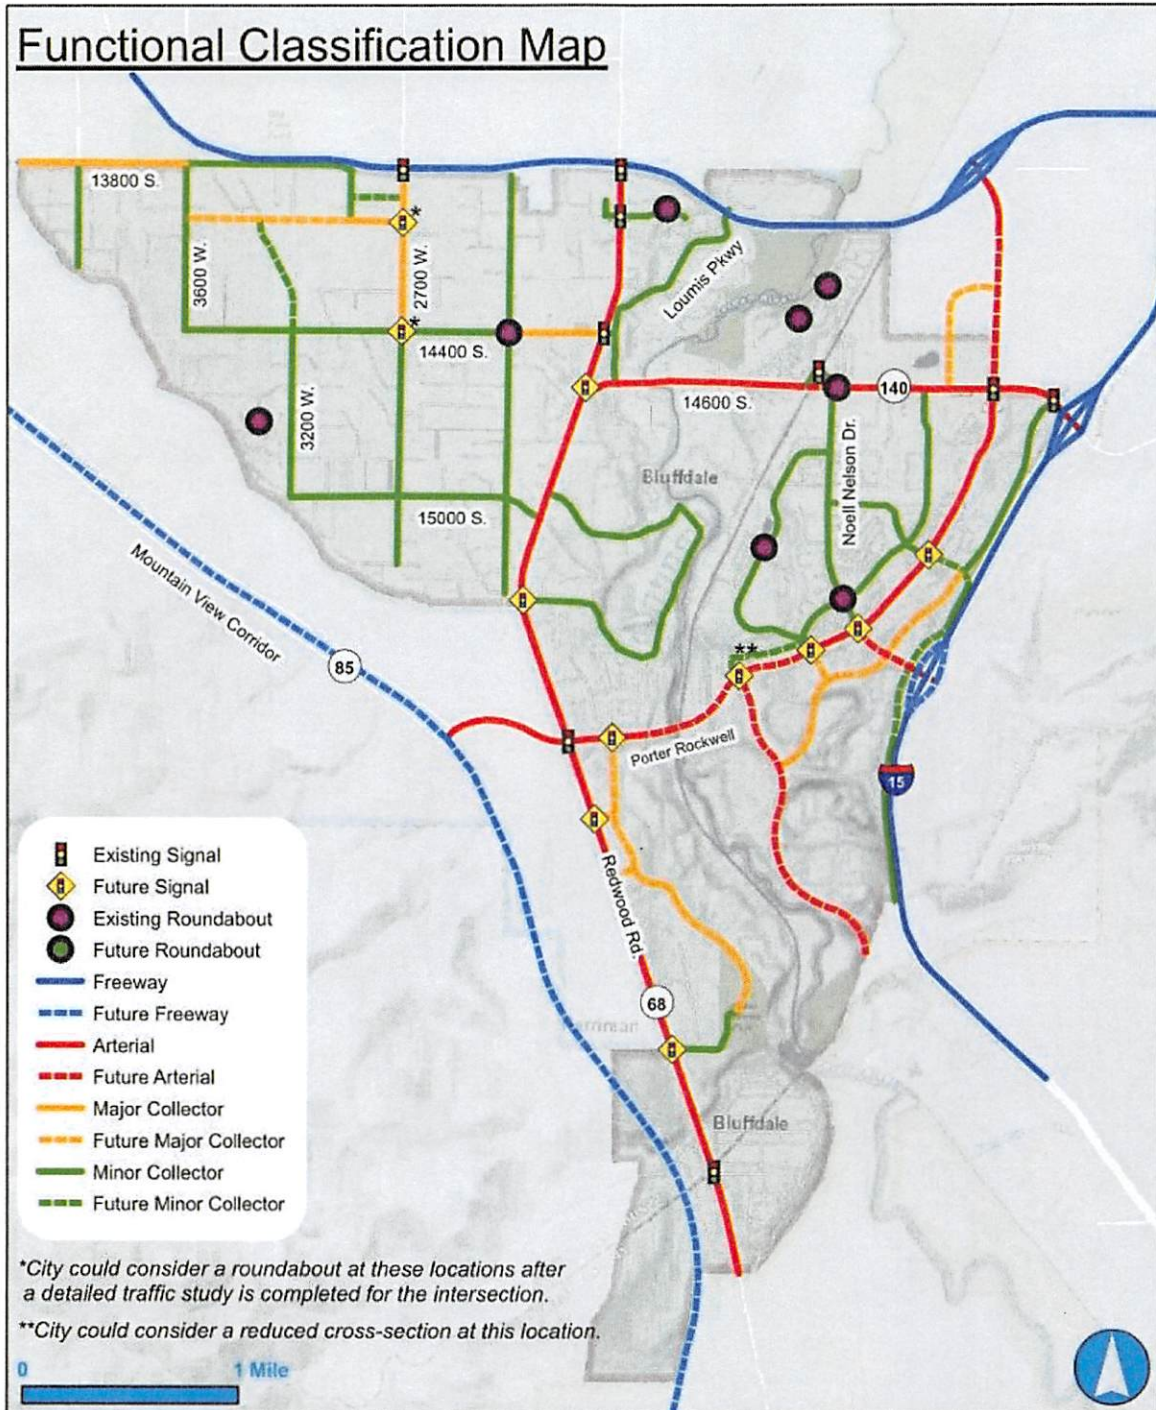 Functional Classification Map
13800 S.
3600 W.
2700 W.
Loumis Pkwy
14400 S.
14600 S.
140
3200 W.
Bluffdale
Noell Nelson Dr.
15000 S.
Mountain View Corridor
85
**
*
*
Porter Rockwell
15
Redwood Rd.
68
Bluffdale
Existing Signal
Future Signal
Existing Roundabout
Future Roundabout
Freeway
Future Freeway
Arterial
Future Arterial
Major Collector
Future Major Collector
Minor Collector
Future Minor Collector
*City could consider a roundabout at these locations after
a detailed traffic study is completed for the intersection.
**City could consider a reduced cross-section at this location.
0 1 Mile